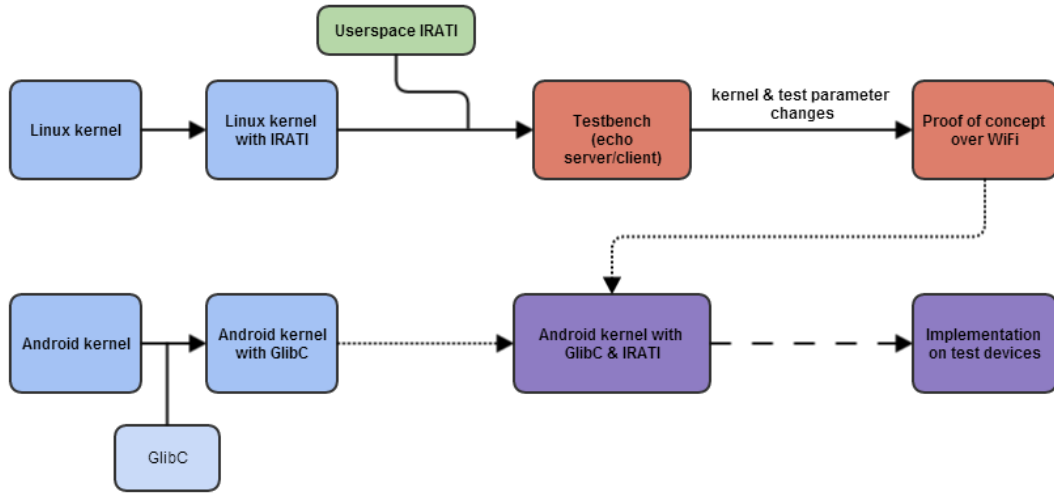 Userspace IRATI
Linux kernel
Linux kernel
with IRATI
Testbench
(echo
server/client)
kernel & test parameter
changes
Proof of concept
over WiFi
Android kernel
Android kernel
with GlibC
Android kernel with
GlibC & IRATI
Implementation
on test devices
GlibC